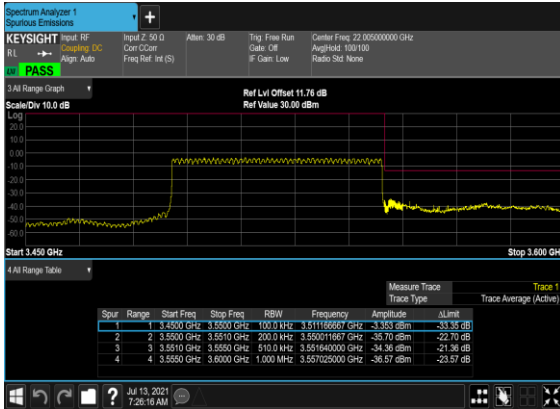 Spectrum Analyzer 1
Spurious Emissions
+
KEYSIGHT Input: RF Input Z: 50 Ω Atten: 30 dB Trig: Free Run Center Freq: 22.005000000 GHz
RL Coupling: DC Corr CCorr Gate: Off Avg|Hold: 100/100
Align: Auto Freq Ref: Int (S) IF Gain: Low Radio Std: None
PASS
3 All Range Graph Ref Lvl Offset 11.76 dB
Scale/Div 10.0 dB Ref Value 30.00 dBm
Log
20.0
10.0
0.00
-10.0
-20.0
-30.0
-40.0
-50.0
-60.0
Start 3.450 GHz Stop 3.600 GH
4 All Range Table
Measure Trace Trace 1
Trace Type Trace Average (Active)
Spur Range Start Freq Stop Freq RBW Frequency Amplitude ΔLimit
1 1 3.4500 GHz 3.5500 GHz 100.0 kHz 3.511166667 GHz -3.353 dBm -33.35 dB
2 2 3.5500 GHz 3.5510 GHz 200.0 kHz 3.550011667 GHz -35.70 dBm -22.70 dB
3 3 3.5510 GHz 3.5550 GHz 510.0 kHz 3.551640000 GHz -34.36 dBm -21.36 dB
4 4 3.5550 GHz 3.6000 GHz 1.000 MHz 3.557025000 GHz -36.57 dBm -23.57 dB
? Jul 13, 2021
7:26:16 AM